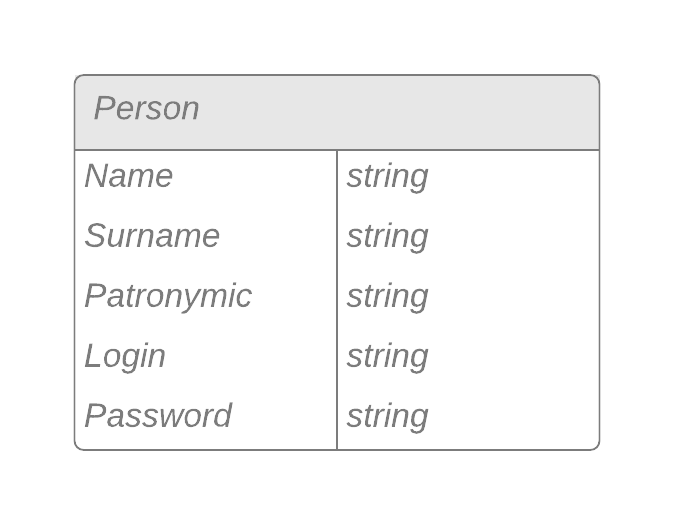 Person
Name string
Surname string
Patronymic string
Login string
Password string